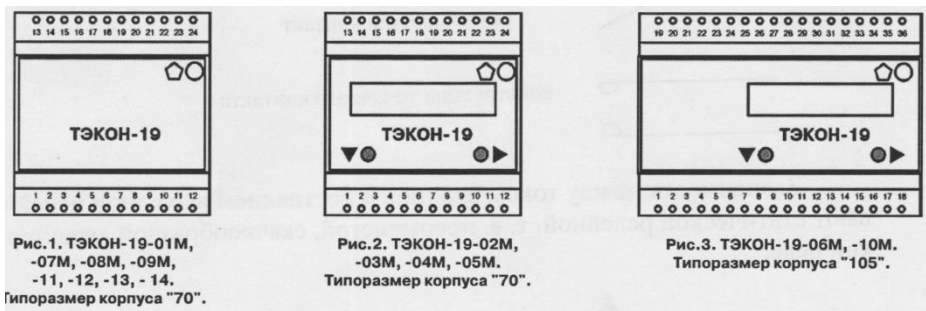 13 14 15 16 17 18 19 20 21 22 23 24
ТЭКОН-19
1 2 3 4 5 6 7 8 9 10 11 12
Рис.1. ТЭКОН-19-01М,
-07М, -08М, -09М,
-11, -12, -13, - 14.
Типоразмер корпуса "70".
13 14 15 16 17 18 19 20 21 22 23 24
ТЭКОН-19
1 2 3 4 5 6 7 8 9 10 11 12
Рис.2. ТЭКОН-19-02М,
-03М, -04М, -05М.
Типоразмер корпуса "70".
19 20 21 22 23 24 25 26 27 28 29 30 31 32 33 34 35 36
ТЭКОН-19
1 2 3 4 5 6 7 8 9 10 11 12 13 14 15 16 17 18
Рис.3. ТЭКОН-19-06М, -10М.
Типоразмер корпуса "105".